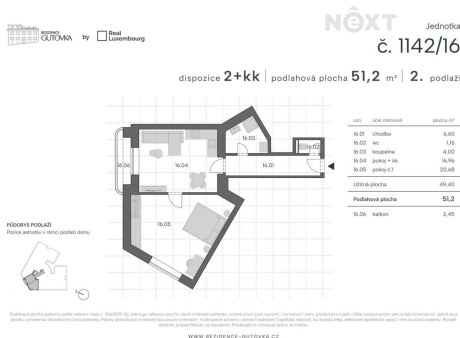 NEXT
REZIDENCE
GUTOVKA
by
Real
Luxembourg
Jednotka
č. 1142/16
dispozice 2+kk | podlahová plocha 51,2 m² | 2. podlaží
ozn. účel místnosti plocha m²
16.01 chodba 6,60
16.02 wc 1,16
16.03 koupelna 4,00
16.04 pokoj + kk 16,96
16.05 pokoj č.1 20,68
Užitná plocha 49,40
Podlahová plocha 51,2
16.06 balkon 2,45
16.03
16.02
16.06
16.04
16.01
16.05
PŮDORYS PODLAŽÍ
Pozice jednotky v rámci podlaží domu
WWW.REZIDENCE-GUTOVKA.CZ